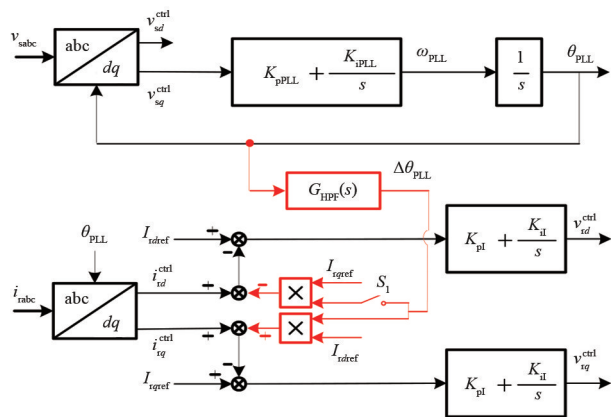 v_sabc
abc
dq
v_sd^ctrl
v_sq^ctrl
K_pPLL + K_iPLL/s
ω_PLL
1/s
θ_PLL
G_HPF(s)
Δθ_PLL
θ_PLL
i_rabc
abc
dq
I_rdref
+
−
i_rd^ctrl
+
−
×
I_rqref
S_1
K_pI + K_iI/s
v_rd^ctrl
i_rq^ctrl
+
−
×
I_rdref
−
I_rqref
+
K_pI + K_iI/s
v_rq^ctrl